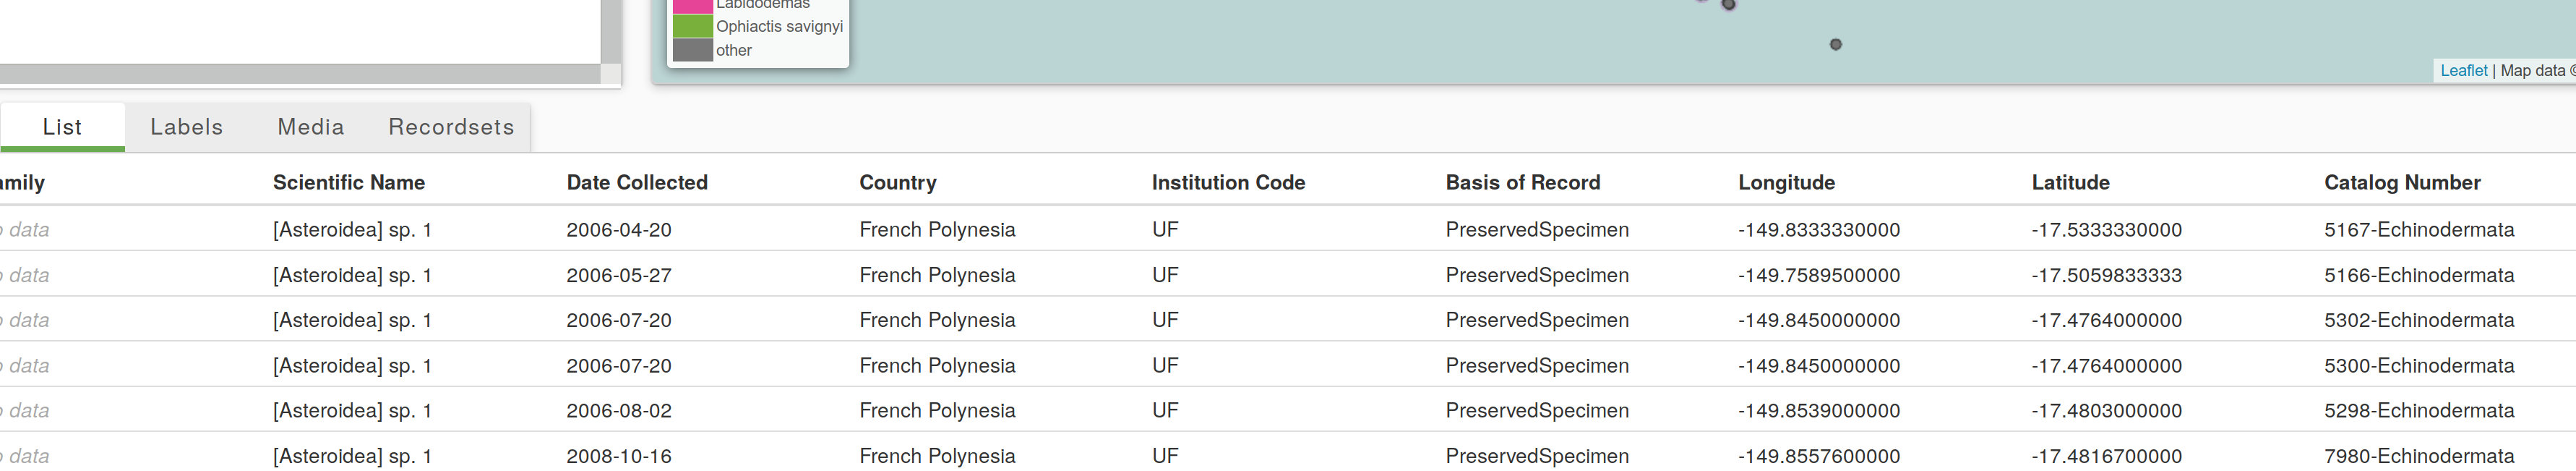 Labidodemas
Ophiactis savignyi
other
Leaflet | Map data ©
List Labels Media Recordsets
amily Scientific Name Date Collected Country Institution Code Basis of Record Longitude Latitude Catalog Number
data [Asteroidea] sp. 1 2006-04-20 French Polynesia UF PreservedSpecimen -149.8333330000 -17.5333330000 5167-Echinodermata
data [Asteroidea] sp. 1 2006-05-27 French Polynesia UF PreservedSpecimen -149.7589500000 -17.5059833333 5166-Echinodermata
data [Asteroidea] sp. 1 2006-07-20 French Polynesia UF PreservedSpecimen -149.8450000000 -17.4764000000 5302-Echinodermata
data [Asteroidea] sp. 1 2006-07-20 French Polynesia UF PreservedSpecimen -149.8450000000 -17.4764000000 5300-Echinodermata
data [Asteroidea] sp. 1 2006-08-02 French Polynesia UF PreservedSpecimen -149.8539000000 -17.4803000000 5298-Echinodermata
data [Asteroidea] sp. 1 2008-10-16 French Polynesia UF PreservedSpecimen -149.8557600000 -17.4816700000 7980-Echinodermata